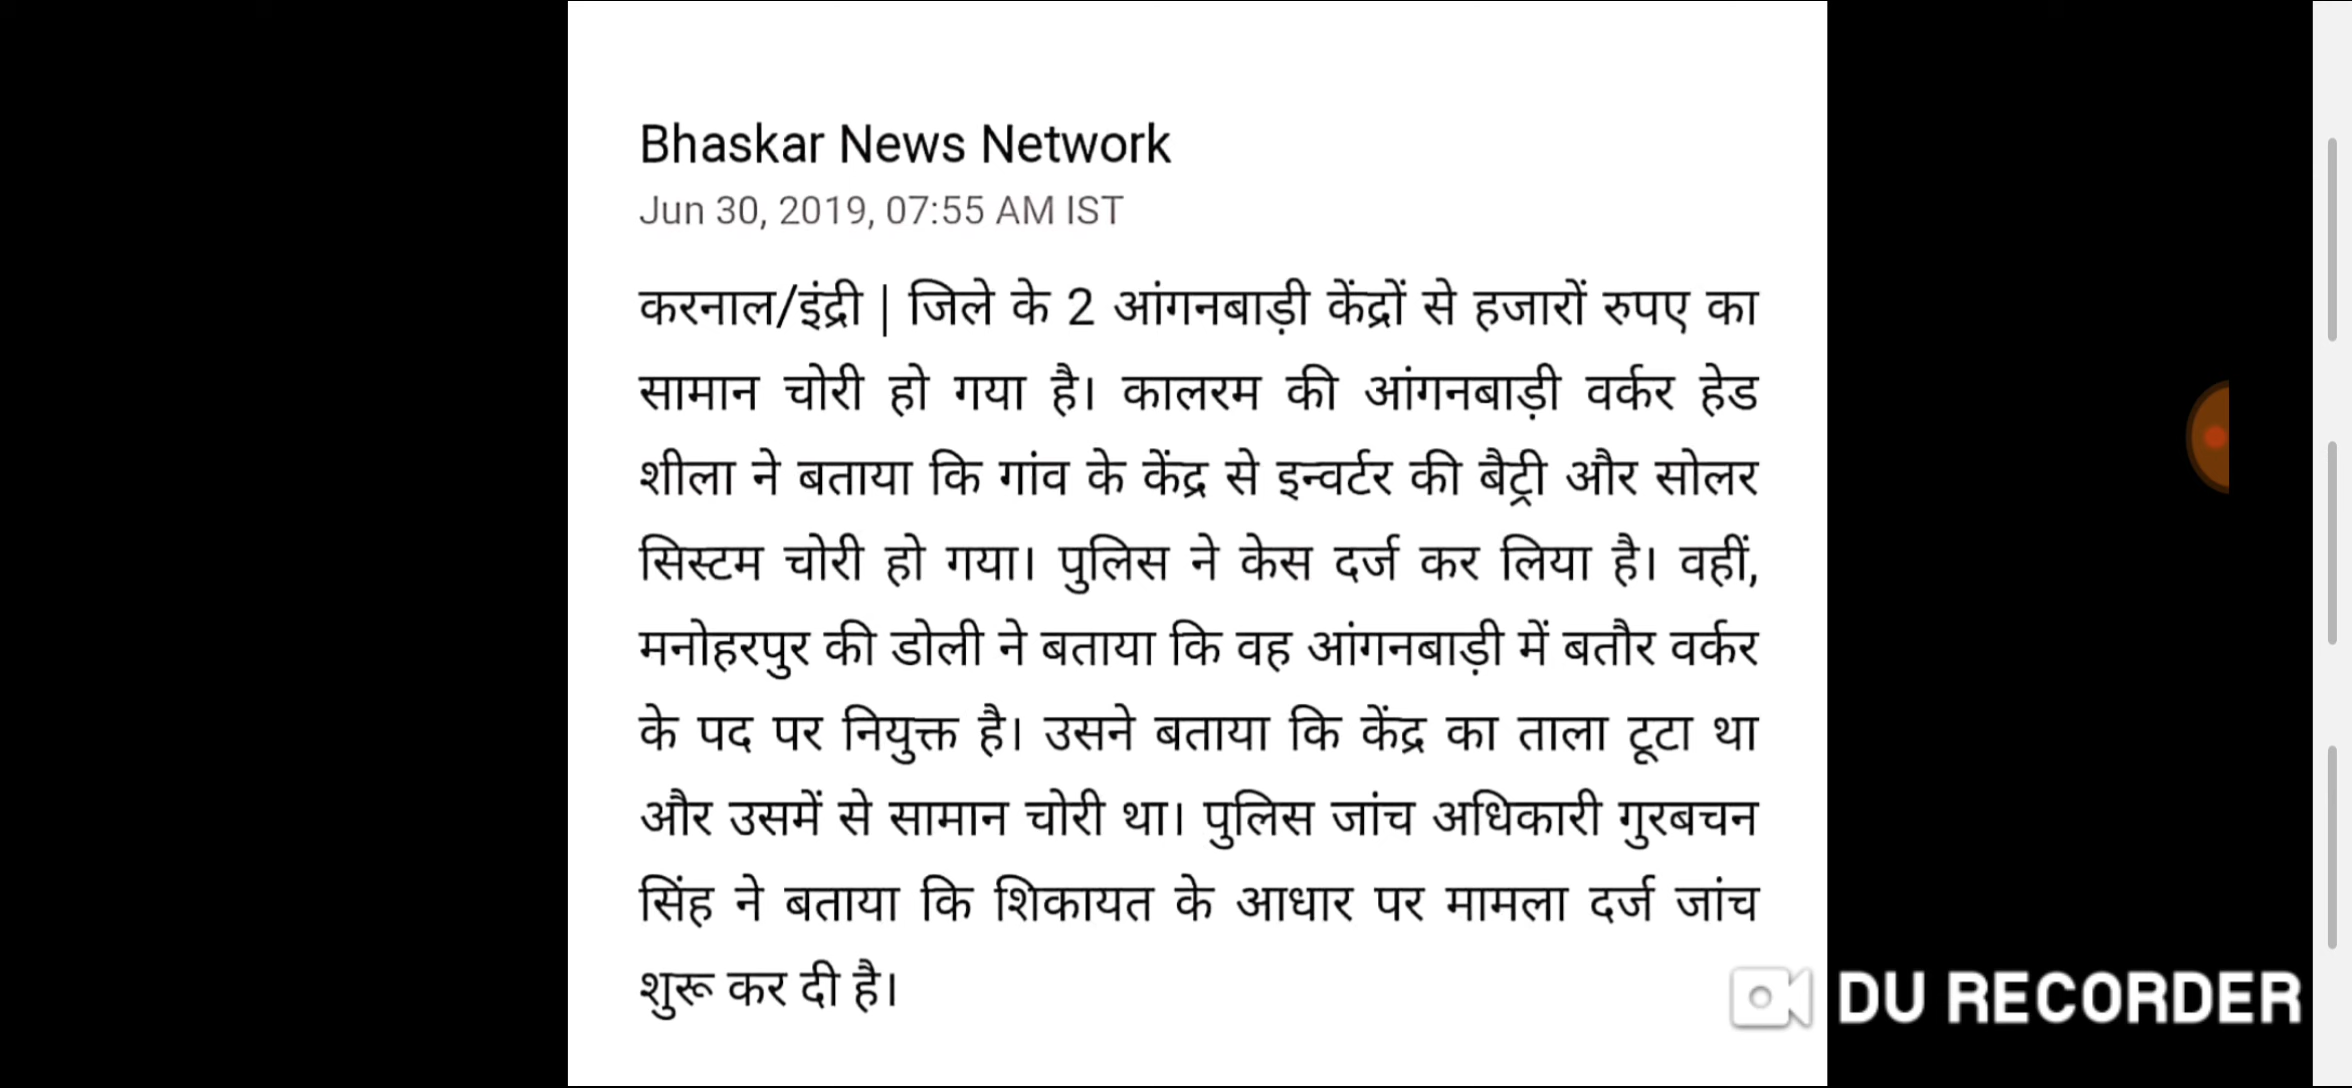 Bhaskar News Network
Jun 30, 2019, 07:55 AM IST
करनाल/इंद्री | जिले के 2 आंगनबाड़ी केंद्रों से हजारों रुपए का
सामान चोरी हो गया है। कालरम की आंगनबाड़ी वर्कर हेड
शीला ने बताया कि गांव के केंद्र से इन्वर्टर की बैट्री और सोलर
सिस्टम चोरी हो गया। पुलिस ने केस दर्ज कर लिया है। वहीं,
मनोहरपुर की डोली ने बताया कि वह आंगनबाड़ी में बतौर वर्कर
के पद पर नियुक्त है। उसने बताया कि केंद्र का ताला टूटा था
और उसमें से सामान चोरी था। पुलिस जांच अधिकारी गुरबचन
सिंह ने बताया कि शिकायत के आधार पर मामला दर्ज जांच
शुरू कर दी है।
DU RECORDER